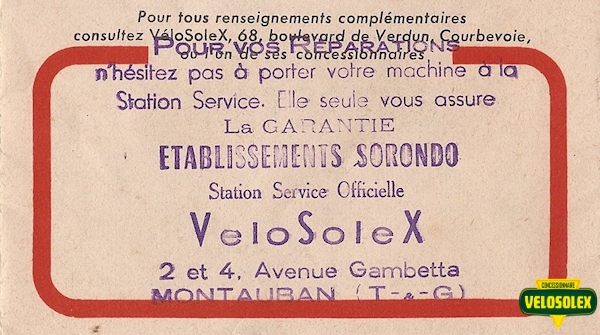 Pour tous renseignements complémentaires
consultez VéloSoleX, 68, boulevard de Verdun, Courbevoie,
ou l'un de ses concessionnaires
POUR VOS REPARATIONS
n'hésitez pas à porter votre machine à la
Station Service. Elle seule vous assure
La GARANTIE
ETABLISSEMENTS SORONDO
Station Service Officielle
VeloSoleX
2 et 4, Avenue Gambetta
MONTAUBAN (T-&-G)
CONCESSIONNAIRE
VELOSOLEX